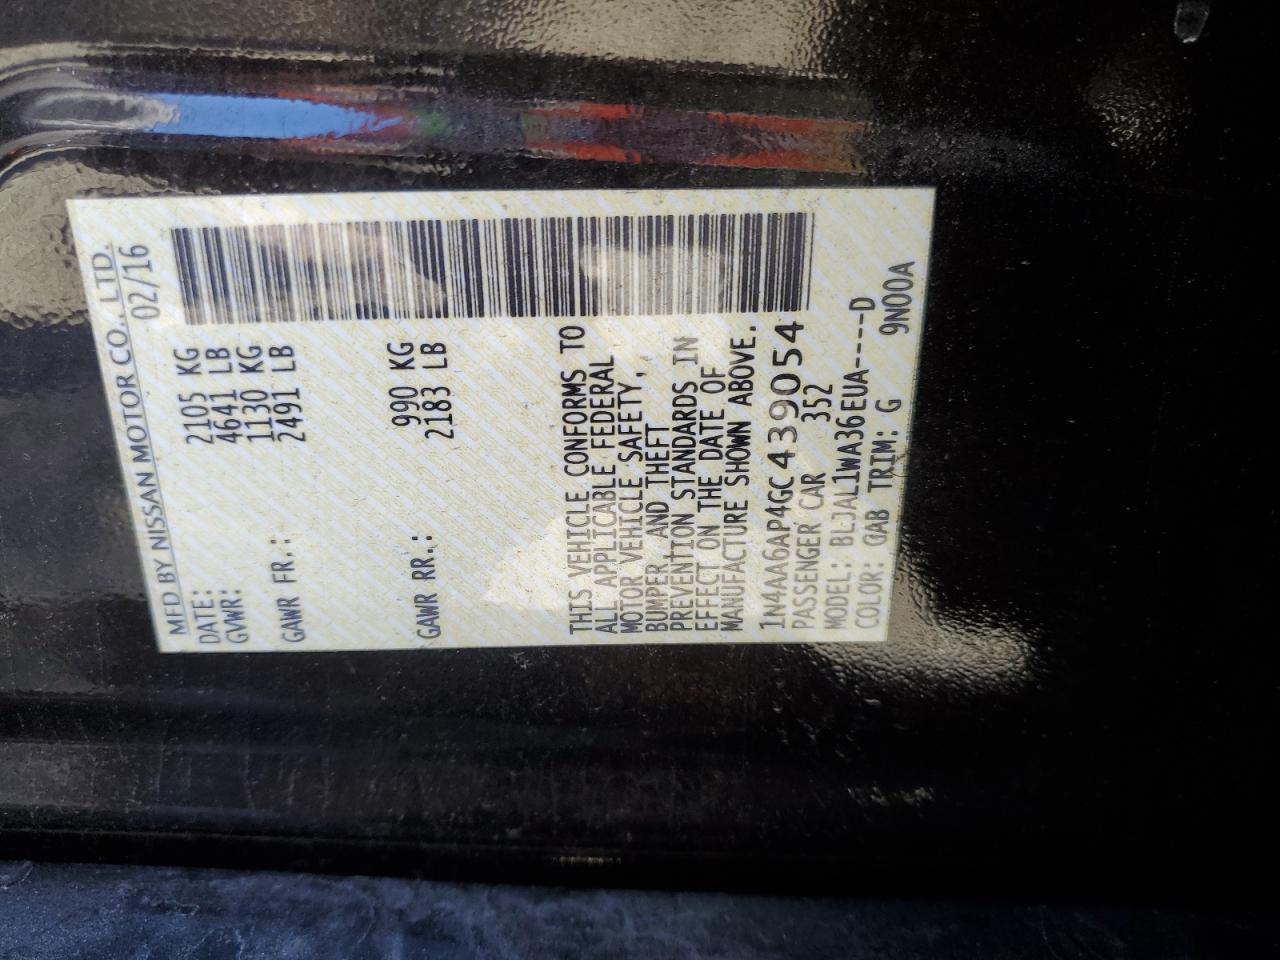 MFD BY NISSAN MOTOR CO., LTD.
DATE: 02/16
GVWR: 2105 KG
4641 LB
GAWR FR.: 1130 KG
2491 LB
GAWR RR.: 990 KG
2183 LB
THIS VEHICLE CONFORMS TO
ALL APPLICABLE FEDERAL
MOTOR VEHICLE SAFETY,
BUMPER AND THEFT
PREVENTION STANDARDS IN
EFFECT ON THE DATE OF
MANUFACTURE SHOWN ABOVE.
1N4AA6AP4GC439054
PASSENGER CAR 352
MODEL: BLJAL1WA36EUA-----D
COLOR: GAB TRIM: G 9N00A